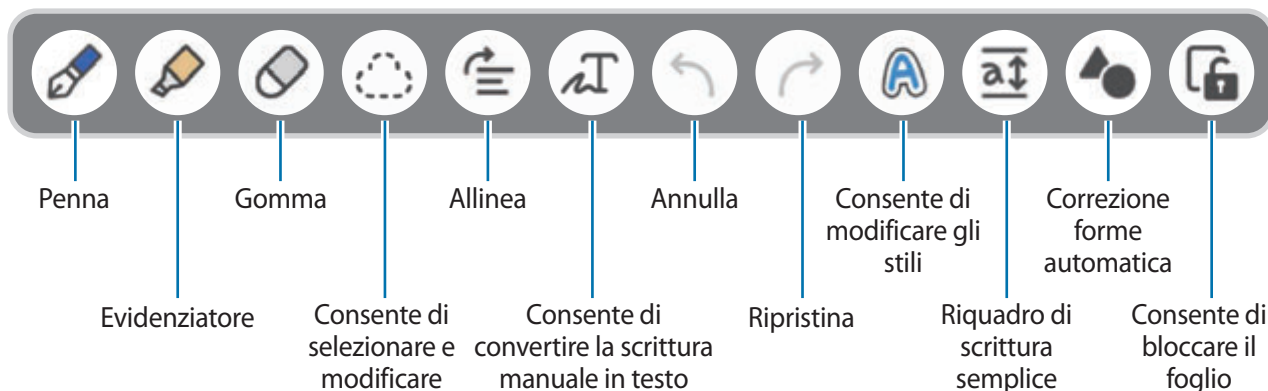 Penna
Gomma
Allinea
Annulla
Consente di
modificare gli
stili
Correzione
forme
automatica
Evidenziatore
Consente di
selezionare e
modificare
Consente di
convertire la scrittura
manuale in testo
Ripristina
Riquadro di
scrittura
semplice
Consente di
bloccare il
foglio